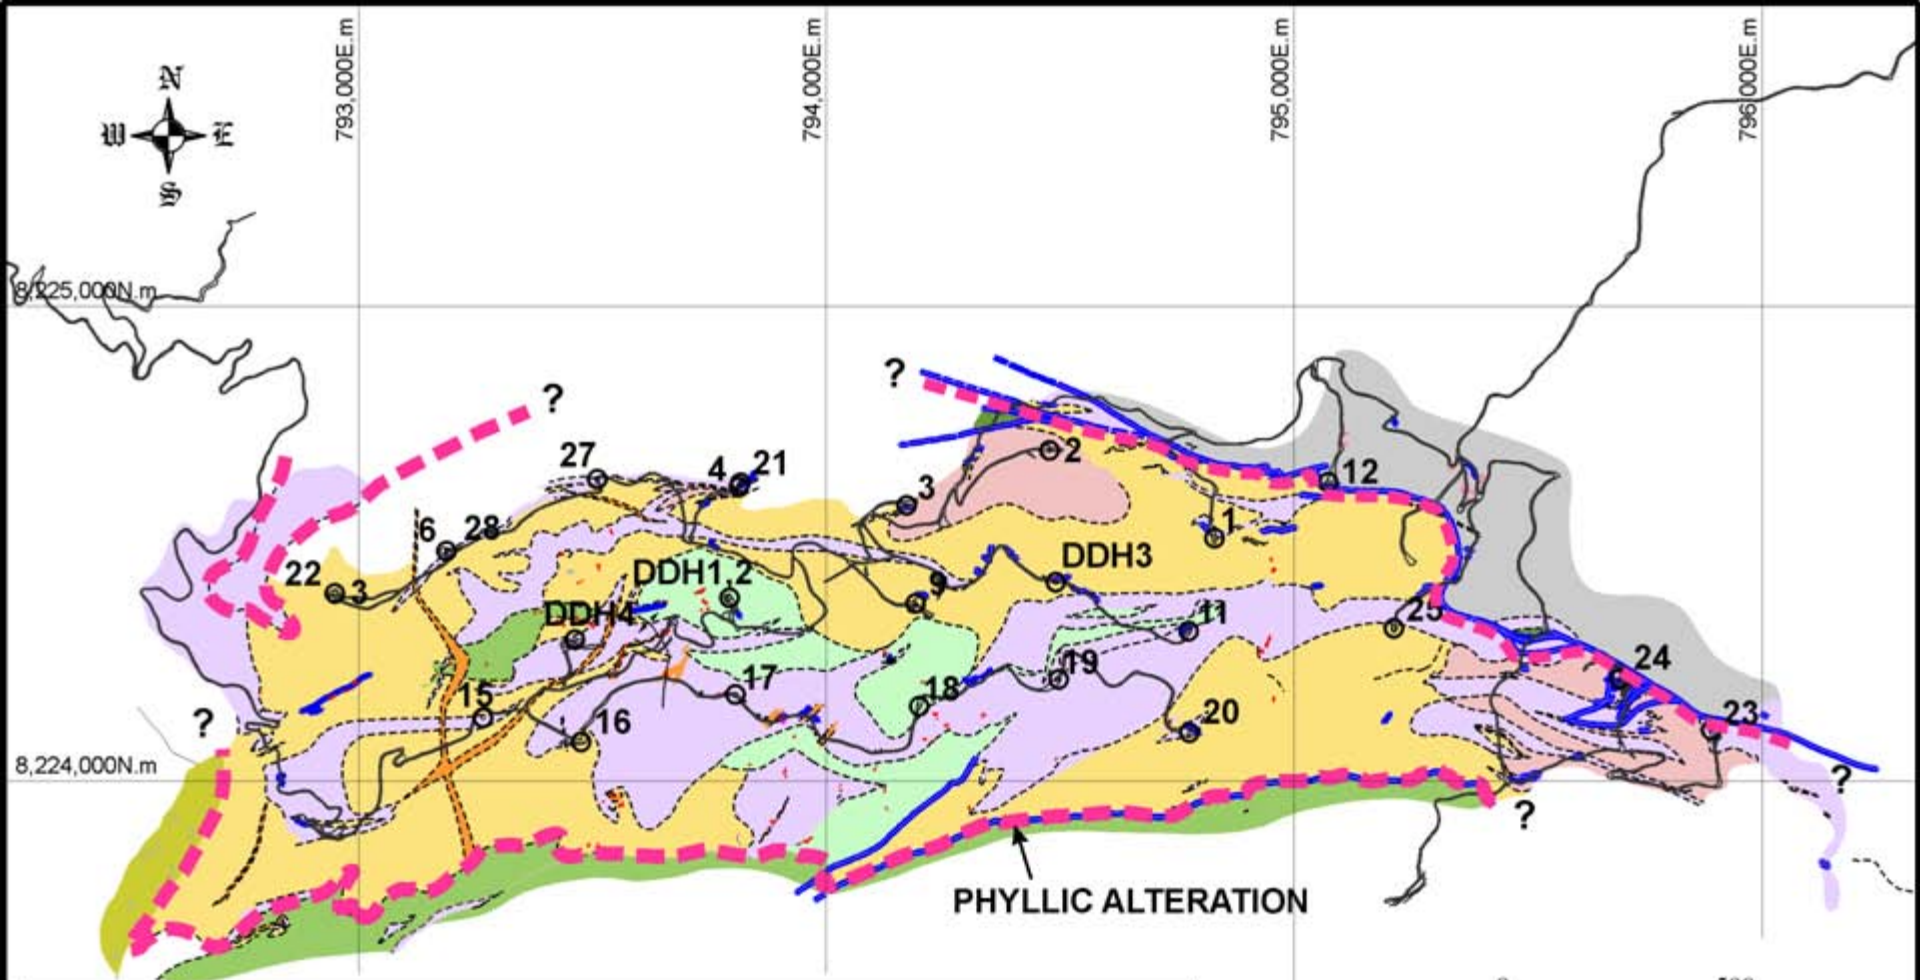 793,000E.m
794,000E.m
795,000E.m
796,000E.m
N
W E
S
8,225,000N.m
?
?
27
4
21
2
12
3
6
28
1
22
3
DDH1,2
9
DDH3
DDH4
11
25
15
16
17
18
19
20
24
23
?
8,224,000N.m
?
?
PHYLLIC ALTERATION